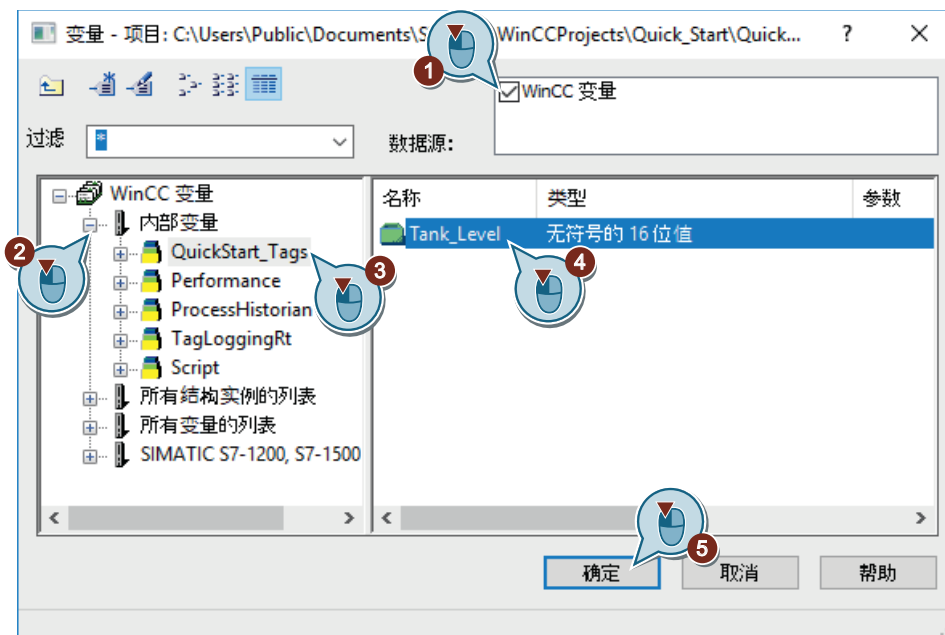 变量 - 项目: C:\Users\Public\Documents\S WinCCProjects\Quick_Start\Quick... ? ×
1
WinCC 变量
过滤 * 数据源:
WinCC 变量
名称 类型 参数
内部变量
Tank_Level 无符号的 16 位值
2
QuickStart_Tags
3
4
Performance
ProcessHistorian
TagLoggingRt
Script
所有结构实例的列表
所有变量的列表
SIMATIC S7-1200, S7-1500
5
确定 取消 帮助